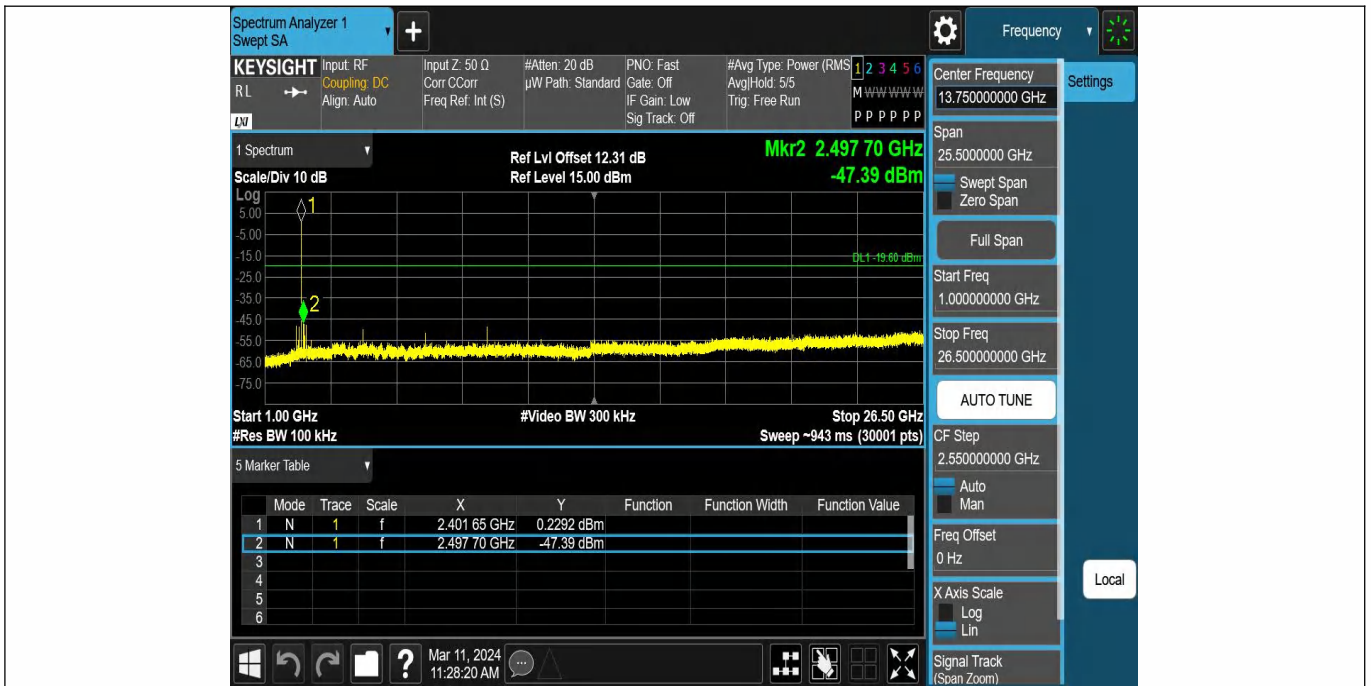 Spectrum Analyzer 1
Swept SA
+
Frequency
KEYSIGHT
RL
LXI
Input: RF
Coupling: DC
Align: Auto
Input Z: 50 Ω
Corr CCorr
Freq Ref: Int (S)
#Atten: 20 dB
µW Path: Standard
PNO: Fast
Gate: Off
IF Gain: Low
Sig Track: Off
#Avg Type: Power (RMS
Avg|Hold: 5/5
Trig: Free Run
1 2 3 4 5 6
M W W W W W
P P P P P P
1 Spectrum
Scale/Div 10 dB
Ref Lvl Offset 12.31 dB
Ref Level 15.00 dBm
Mkr2 2.497 70 GHz
-47.39 dBm
Log
5.00
-5.00
-15.0
-25.0
-35.0
-45.0
-55.0
-65.0
-75.0
1
2
DL1 -19.60 dBm
Start 1.00 GHz
#Res BW 100 kHz
#Video BW 300 kHz
Stop 26.50 GHz
Sweep ~943 ms (30001 pts)
5 Marker Table
Mode Trace Scale X Y Function Function Width Function Value
1 N 1 f 2.401 65 GHz 0.2292 dBm
2 N 1 f 2.497 70 GHz -47.39 dBm
3
4
5
6
Mar 11, 2024
11:28:20 AM
?
Center Frequency
13.750000000 GHz
Settings
Span
25.5000000 GHz
Swept Span
Zero Span
Full Span
Start Freq
1.000000000 GHz
Stop Freq
26.500000000 GHz
AUTO TUNE
CF Step
2.550000000 GHz
Auto
Man
Freq Offset
0 Hz
X Axis Scale
Log
Lin
Signal Track
(Span Zoom)
Local